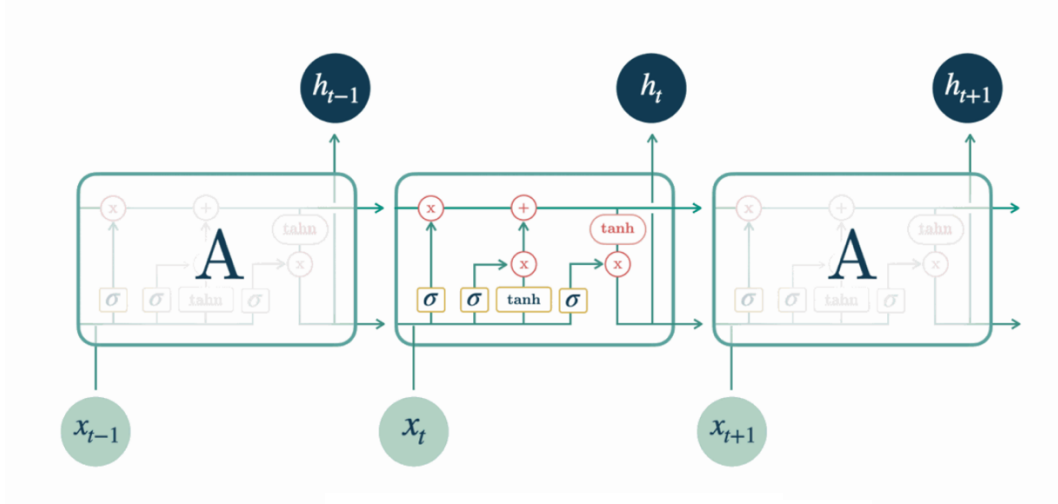 h_{t-1} h_t h_{t+1}
x + x +  x +
tahn tanh tahn
A x x x A x
σ σ tahn σ σ σ tanh σ σ σ tahn σ
x_{t-1} x_t x_{t+1}